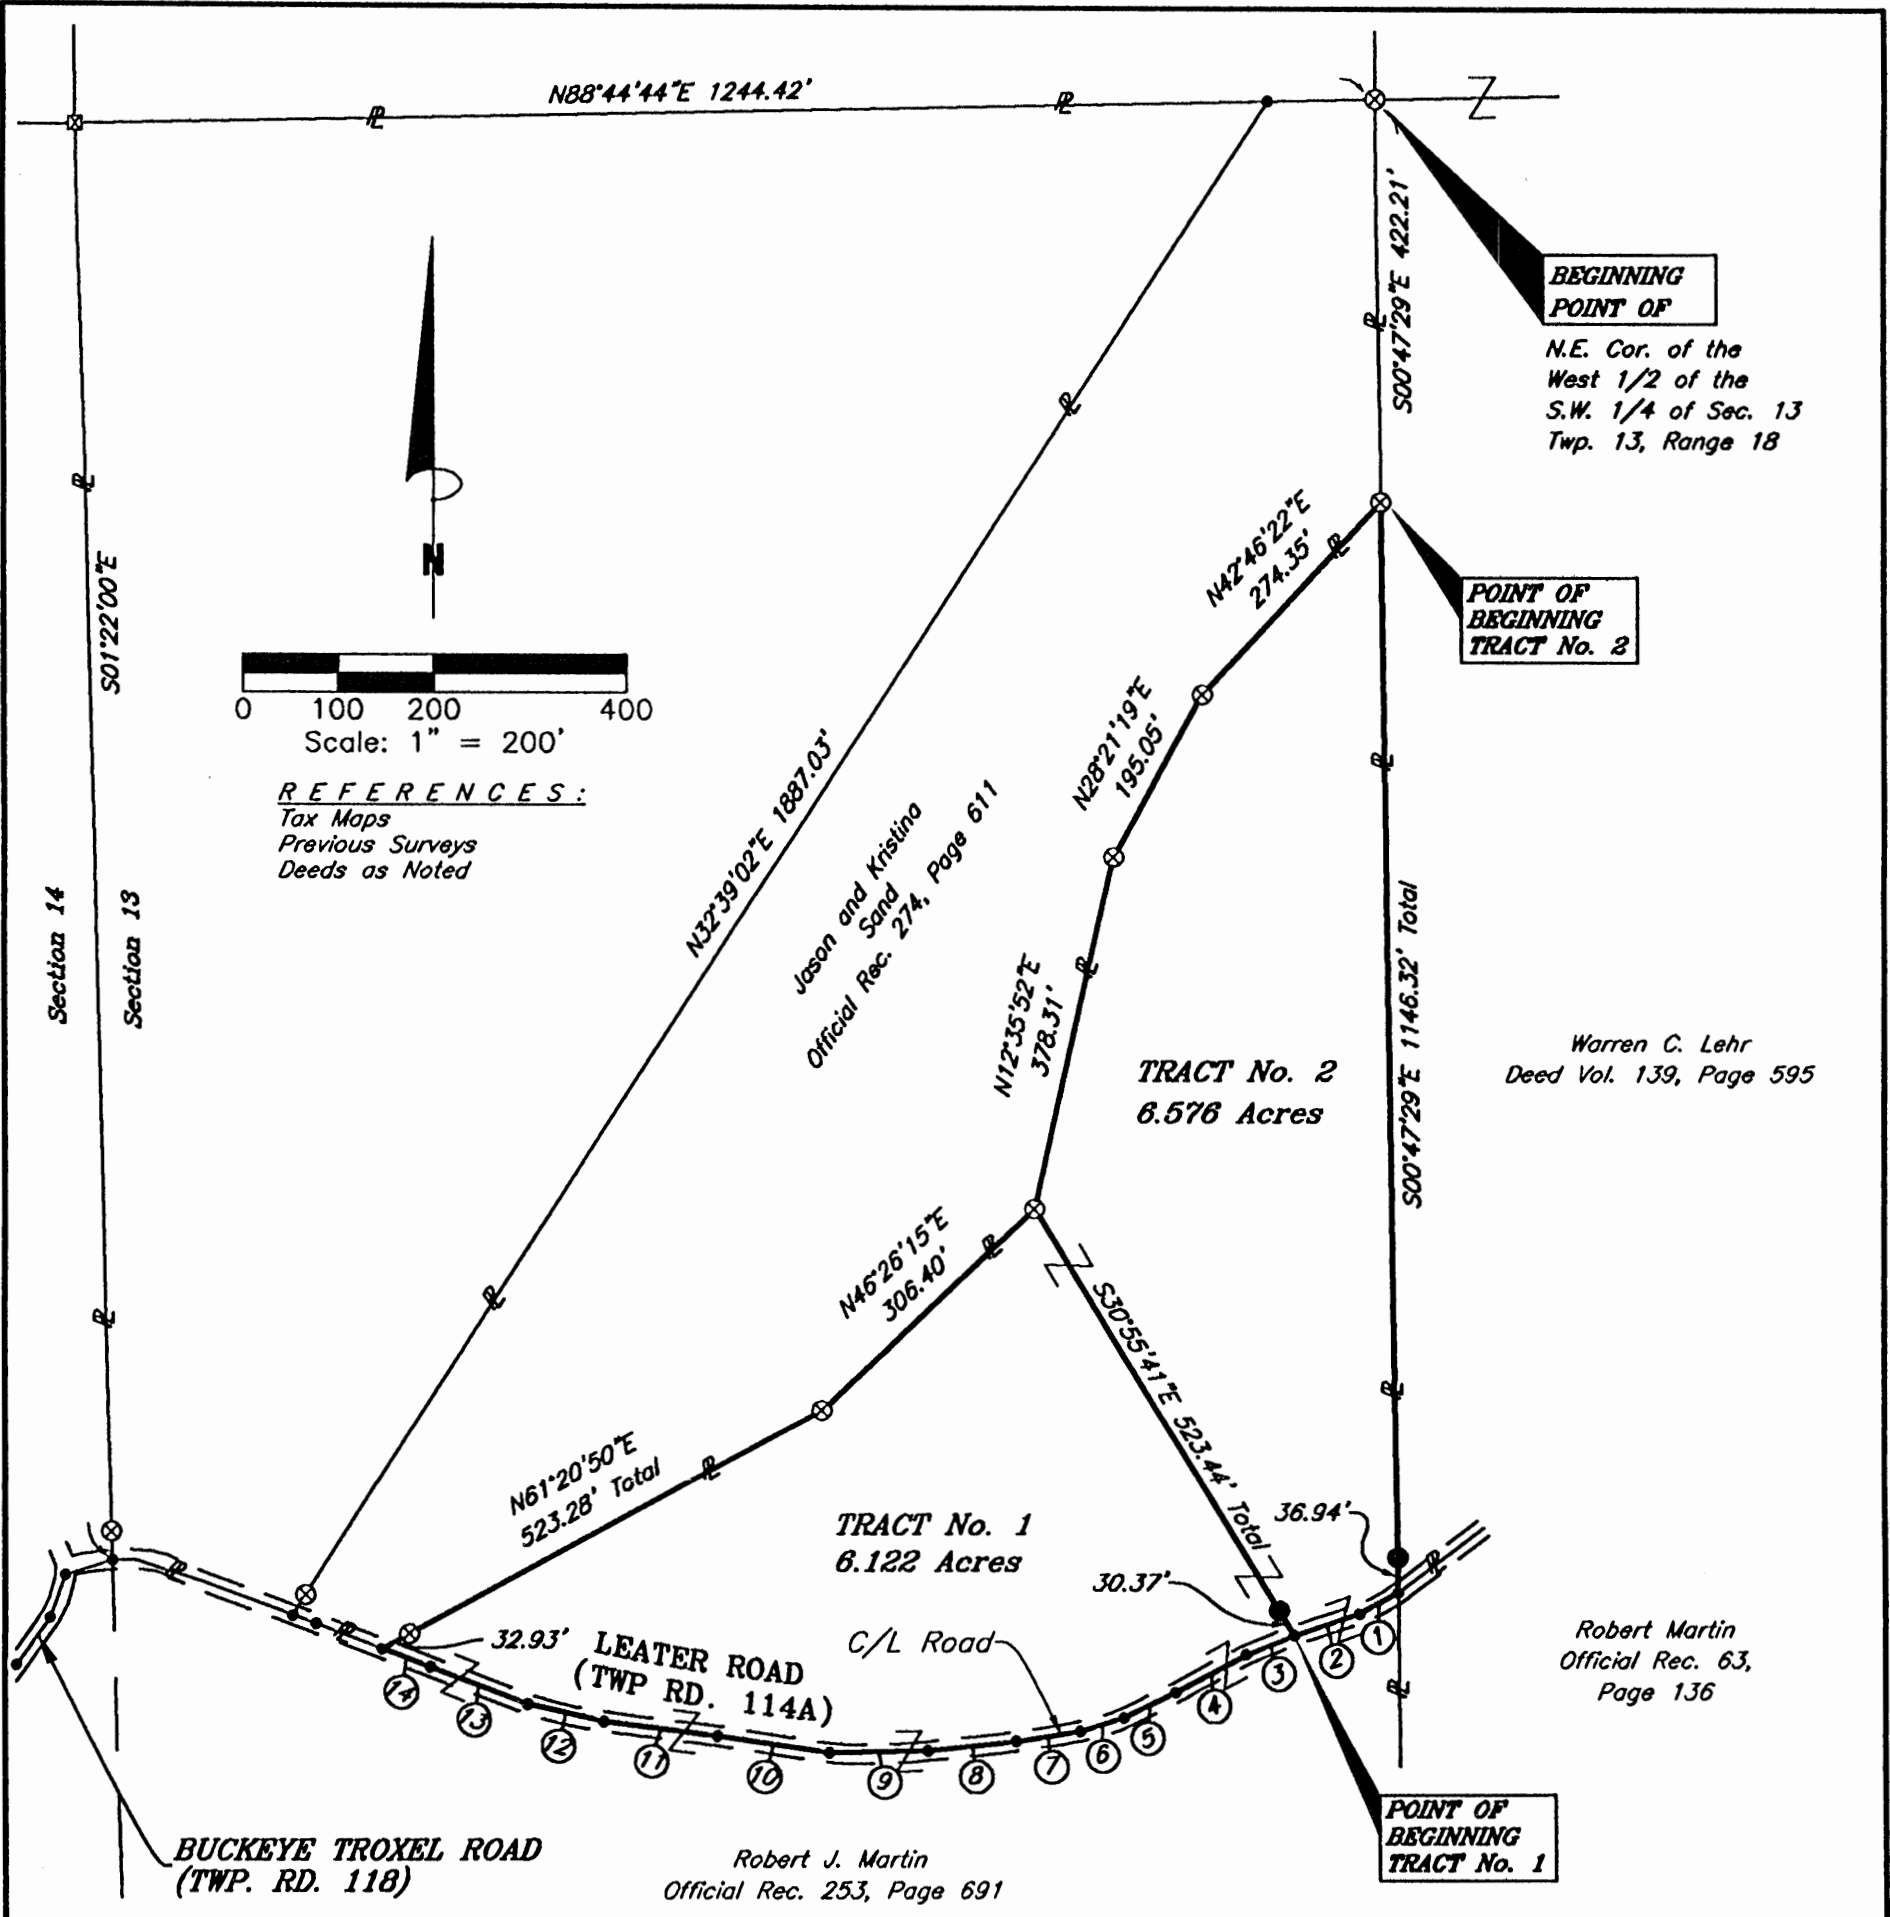 N88°44'44"E 1244.42'
S00°47'29"E 422.21'
BEGINNING
POINT OF
N.E. Cor. of the
West 1/2 of the
S.W. 1/4 of Sec. 13
Twp. 13, Range 18
S01°22'00"E
N
0 100 200 400
Scale: 1" = 200'
REFERENCES:
Tax Maps
Previous Surveys
Deeds as Noted
N42°46'22"E
274.35'
POINT OF
BEGINNING
TRACT No. 2
N28°21'19"E
195.05'
N32°39'02"E 1887.03'
Jason and Kristina
Sand
Official Rec. 274, Page 611
Section 14
Section 13
N12°35'52"E
378.31'
TRACT No. 2
6.576 Acres
S00°47'29"E 1146.32' Total
Warren C. Lehr
Deed Vol. 139, Page 595
N46°26'15"E
306.40'
S30°55'41"E 523.44' Total
N61°20'50"E
523.28' Total
TRACT No. 1
6.122 Acres
36.94'
30.37'
32.93'
LEATER ROAD
(TWP RD. 114A)
C/L Road
Robert Martin
Official Rec. 63,
Page 136
14 13 12 11 10 9 8 7 6 5 4 3 2 1
POINT OF
BEGINNING
TRACT No. 1
BUCKEYE TROXEL ROAD
(TWP. RD. 118)
Robert J. Martin
Official Rec. 253, Page 691